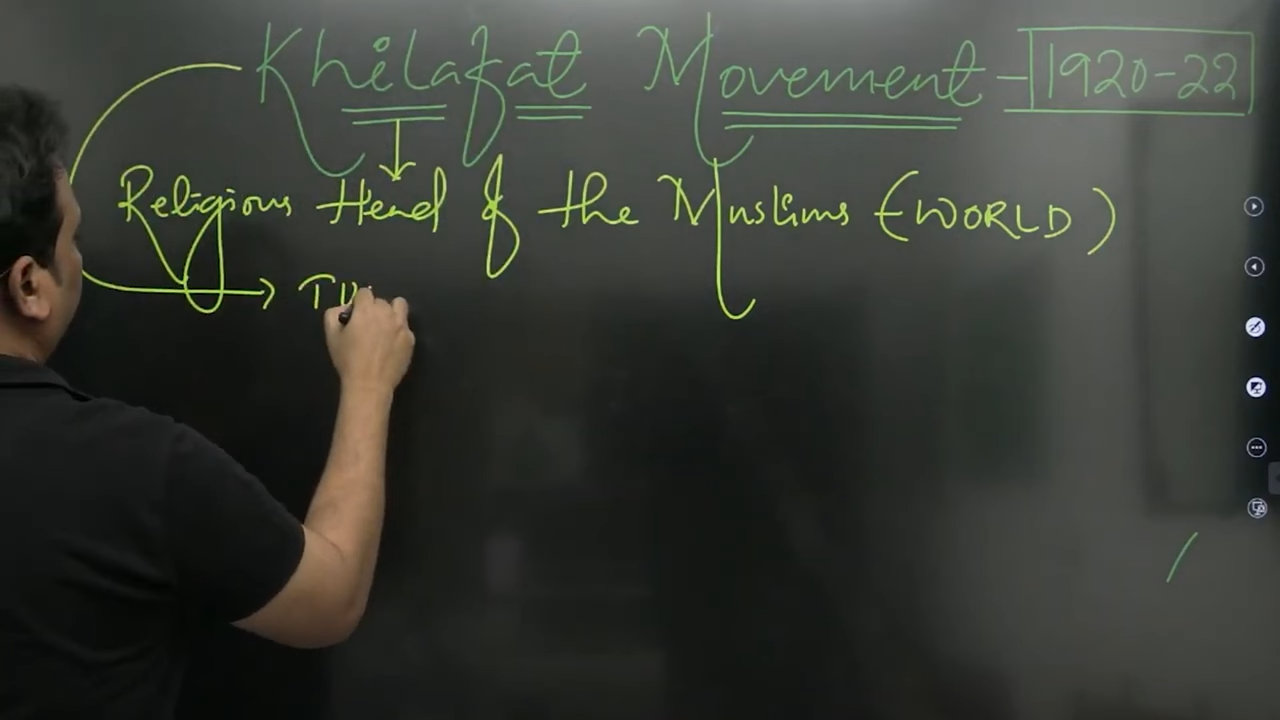 Khilafat Movement - 1920-22
Religious Head of the Muslims (WORLD)